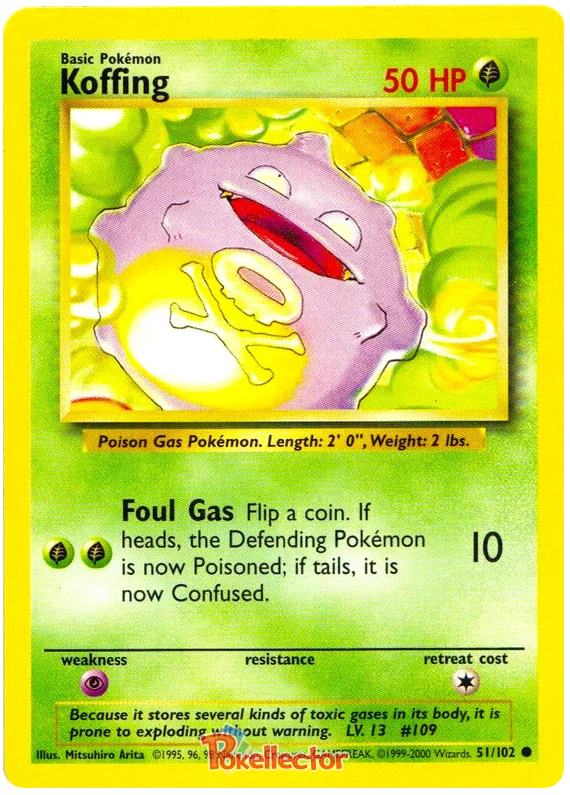 Basic Pokémon
Koffing
50 HP
Poison Gas Pokémon. Length: 2' 0", Weight: 2 lbs.
Foul Gas Flip a coin. If
heads, the Defending Pokémon
is now Poisoned; if tails, it is
now Confused.
10
weakness resistance retreat cost
Because it stores several kinds of toxic gases in its body, it is
prone to exploding without warning. LV. 13 #109
Illus. Mitsuhiro Arita ©1995, 96, 98 GAMEFREAK. ©1999-2000 Wizards. 51/102
Pokellector